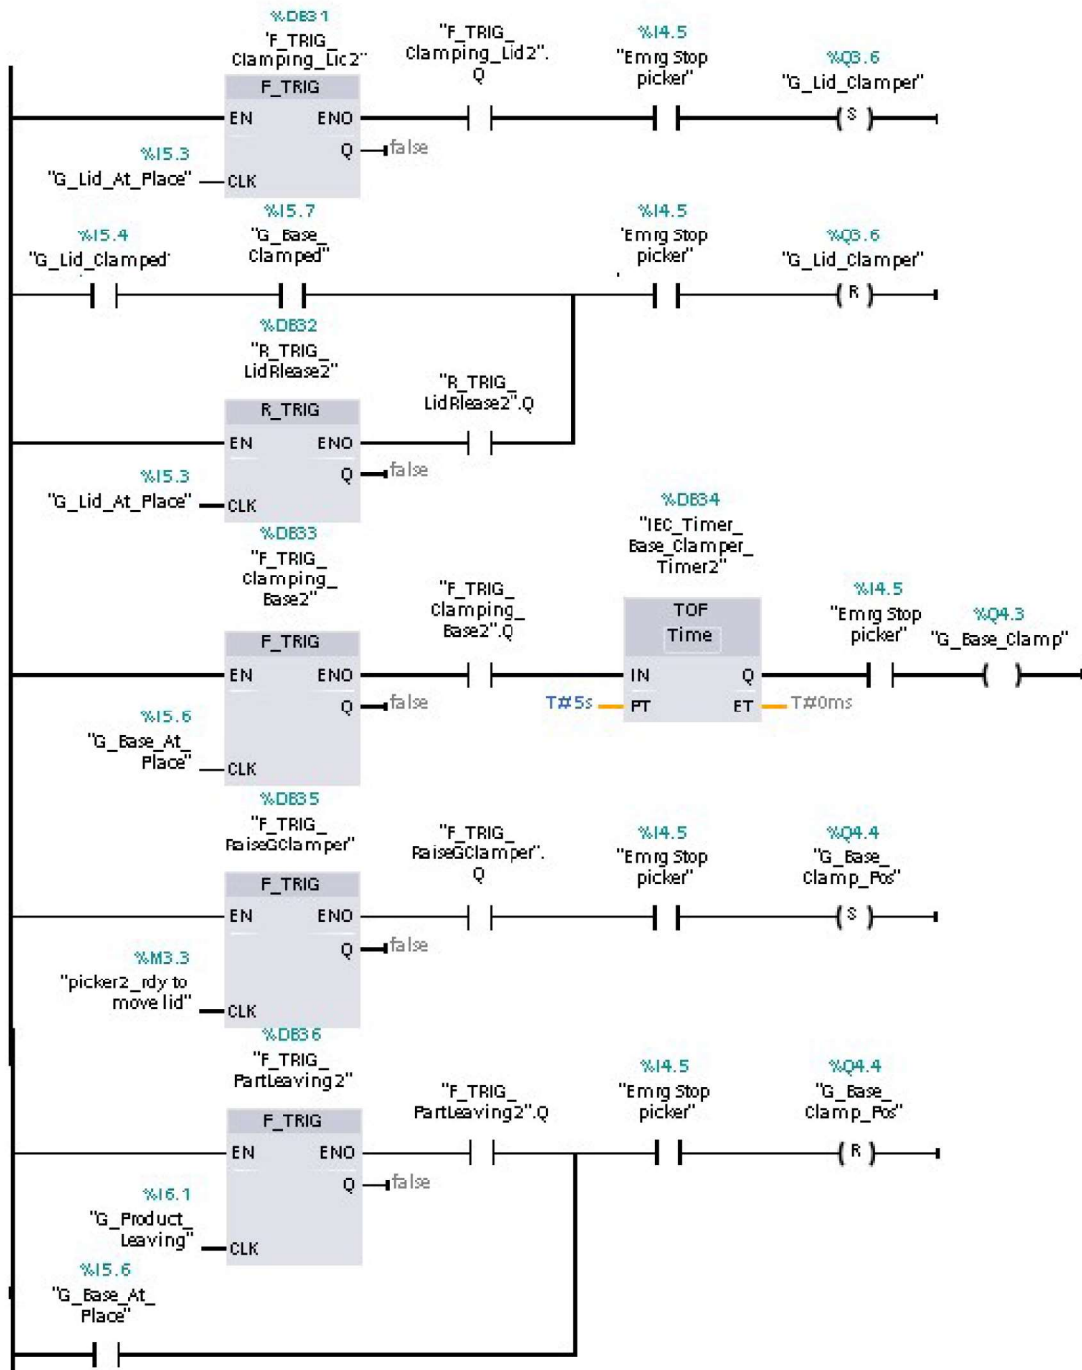 %DB31
"F_TRIG_
Clamping_Lid2"
F_TRIG
EN ENO
Q false
%I5.3
"G_Lid_At_Place" CLK
"F_TRIG_
Clamping_Lid2".
Q
%I4.5
"Emrg Stop
picker"
%Q3.6
"G_Lid_Clamper"
S
%I5.4
"G_Lid_Clamped"
%I5.7
"G_Base_
Clamped"
%I4.5
"Emrg Stop
picker"
%Q3.6
"G_Lid_Clamper"
R
%DB32
"R_TRIG_
LidRlease2"
R_TRIG
EN ENO
Q false
%I5.3
"G_Lid_At_Place" CLK
"R_TRIG_
LidRlease2".Q
%DB33
"F_TRIG_
Clamping_
Base2"
F_TRIG
EN ENO
Q false
%I5.6
"G_Base_At_
Place" CLK
"F_TRIG_
Clamping_
Base2".Q
%DB34
"IEC_Timer_
Base_Clamper_
Timer2"
TOF
Time
IN Q
T#5s PT ET T#0ms
%I4.5
"Emrg Stop
picker"
%Q4.3
"G_Base_Clamp"
%DB35
"F_TRIG_
RaiseGClamper"
F_TRIG
EN ENO
Q false
%M3.3
"picker2_rdy to
move lid" CLK
"F_TRIG_
RaiseGClamper".
Q
%I4.5
"Emrg Stop
picker"
%Q4.4
"G_Base_
Clamp_Pos"
S
%DB36
"F_TRIG_
PartLeaving2"
F_TRIG
EN ENO
Q false
%I6.1
"G_Product_
Leaving" CLK
"F_TRIG_
PartLeaving2".Q
%I4.5
"Emrg Stop
picker"
%Q4.4
"G_Base_
Clamp_Pos"
R
%I5.6
"G_Base_At_
Place"